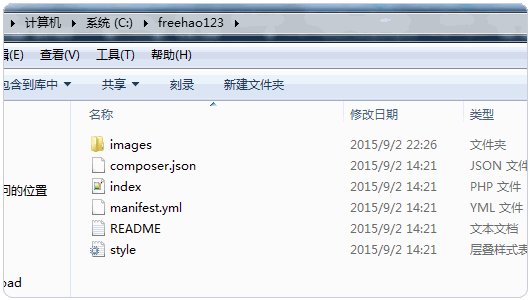 计算机 系统 (C:) freehao123
(E) 查看(V) 工具(T) 帮助(H)
包含到库中 共享 刻录 新建文件夹
名称 修改日期 类型
images 2015/9/2 22:26 文件夹
composer.json 2015/9/2 14:21 JSON 文件
index 2015/9/2 14:21 PHP 文件
问的位置
manifest.yml 2015/9/2 14:21 YML 文件
README 2015/9/2 14:21 文本文档
style 2015/9/2 14:21 层叠样式表
oad